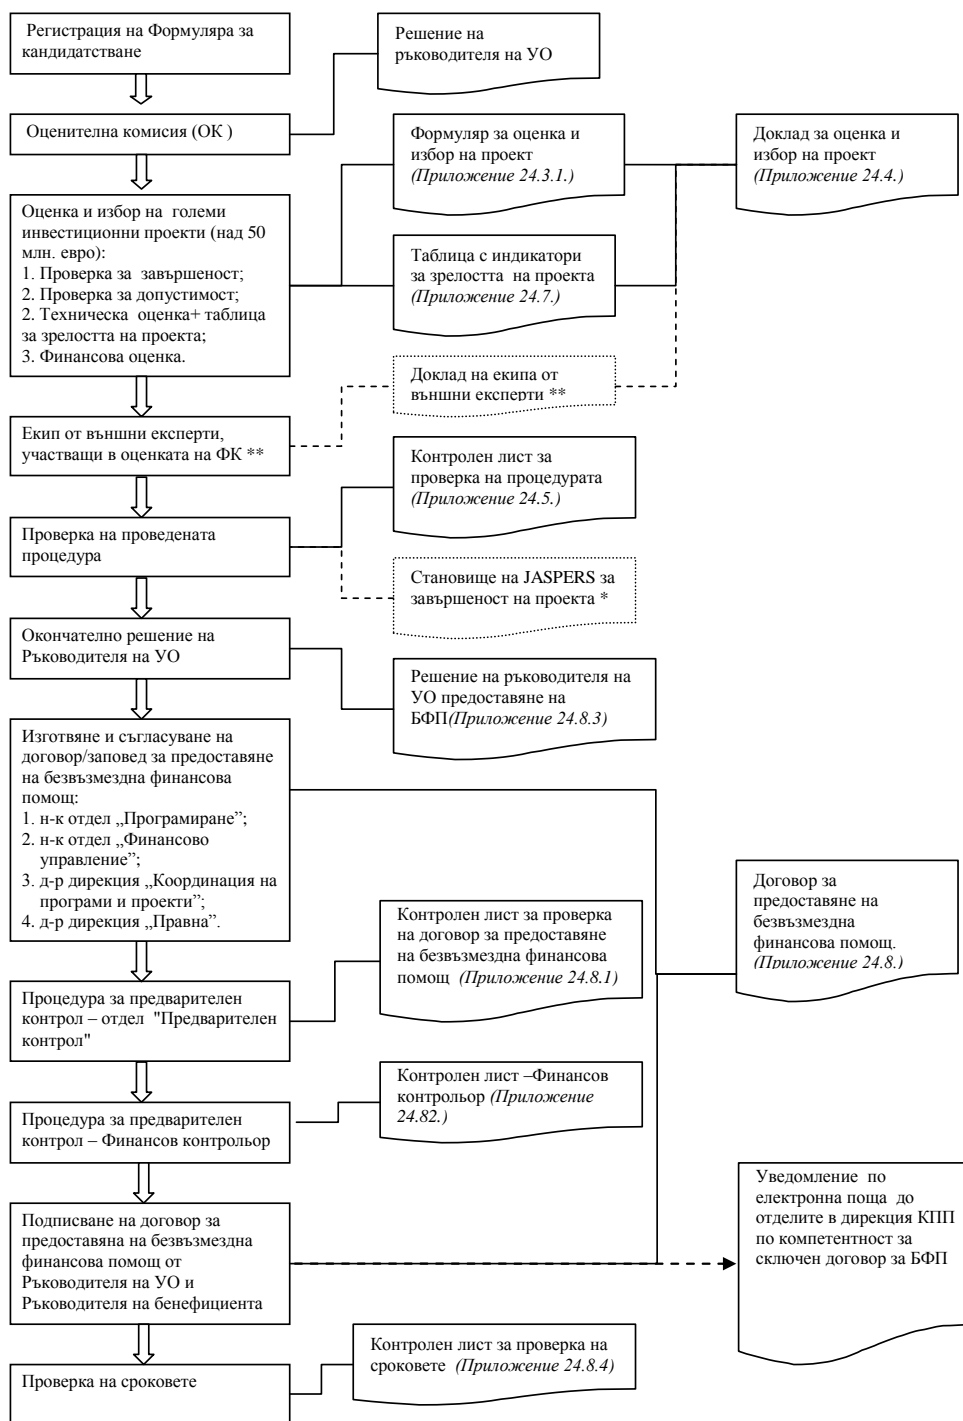 Регистрация на Формуляра за
кандидатстване
Решение на
ръководителя на УО
Оценителна комисия (ОК )
Формуляр за оценка и
избор на проект
(Приложение 24.3.1.)
Доклад за оценка и
избор на проект
(Приложение 24.4.)
Оценка и избор на големи
инвестиционни проекти (над 50
млн. евро):
1. Проверка за завършеност;
2. Проверка за допустимост;
2. Техническа оценка+ таблица
за зрелостта на проекта;
3. Финансова оценка.
Таблица с индикатори
за зрелостта на проекта
(Приложение 24.7.)
Доклад на екипа от
външни експерти **
Екип от външни експерти,
участващи в оценката на ФК **
Контролен лист за
проверка на процедурата
(Приложение 24.5.)
Проверка на проведената
процедура
Становище на JASPERS за
завършеност на проекта *
Окончателно решение на
Ръководителя на УО
Решение на ръководителя на
УО предоставяне на
БФП(Приложение 24.8.3)
Изготвяне и съгласуване на
договор/заповед за предоставяне
на безвъзмездна финансова
помощ:
1. н-к отдел „Програмиране”;
2. н-к отдел „Финансово
управление”;
3. д-р дирекция „Координация на
програми и проекти”;
4. д-р дирекция „Правна”.
Договор за
предоставяне на
безвъзмездна
финансова помощ.
(Приложение 24.8.)
Контролен лист за проверка
на договор за предоставяне
на безвъзмездна финансова
помощ (Приложение 24.8.1)
Процедура за предварителен
контрол – отдел "Предварителен
контрол"
Контролен лист –Финансов
контрольор (Приложение
24.82.)
Процедура за предварителен
контрол – Финансов контрольор
Уведомление по
електронна поща до
отделите в дирекция КПП
по компетентност за
сключен договор за БФП
Подписване на договор за
предоставяна на безвъзмездна
финансова помощ от
Ръководителя на УО и
Ръководителя на бенефициента
Контролен лист за проверка на
сроковете (Приложение 24.8.4)
Проверка на сроковете